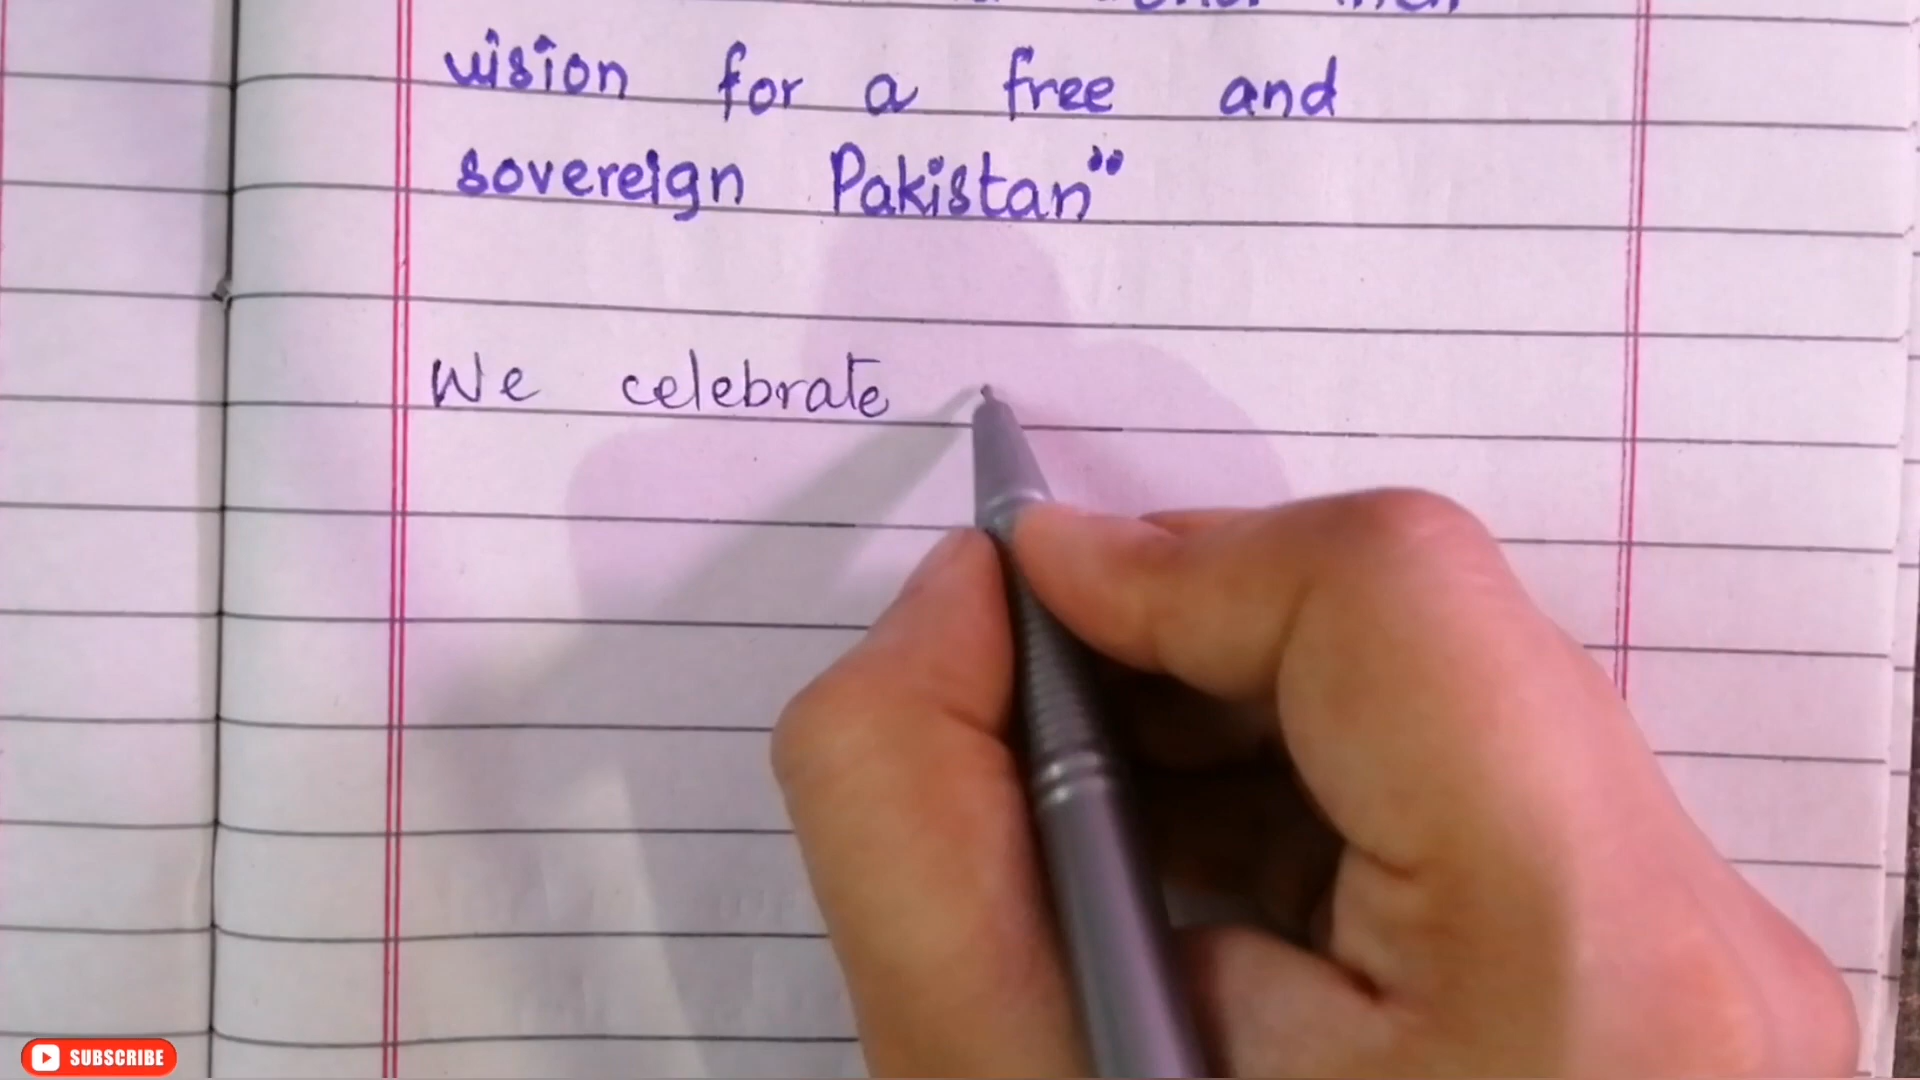 vision for a free and
sovereign Pakistan"
We celebrate
SUBSCRIBE